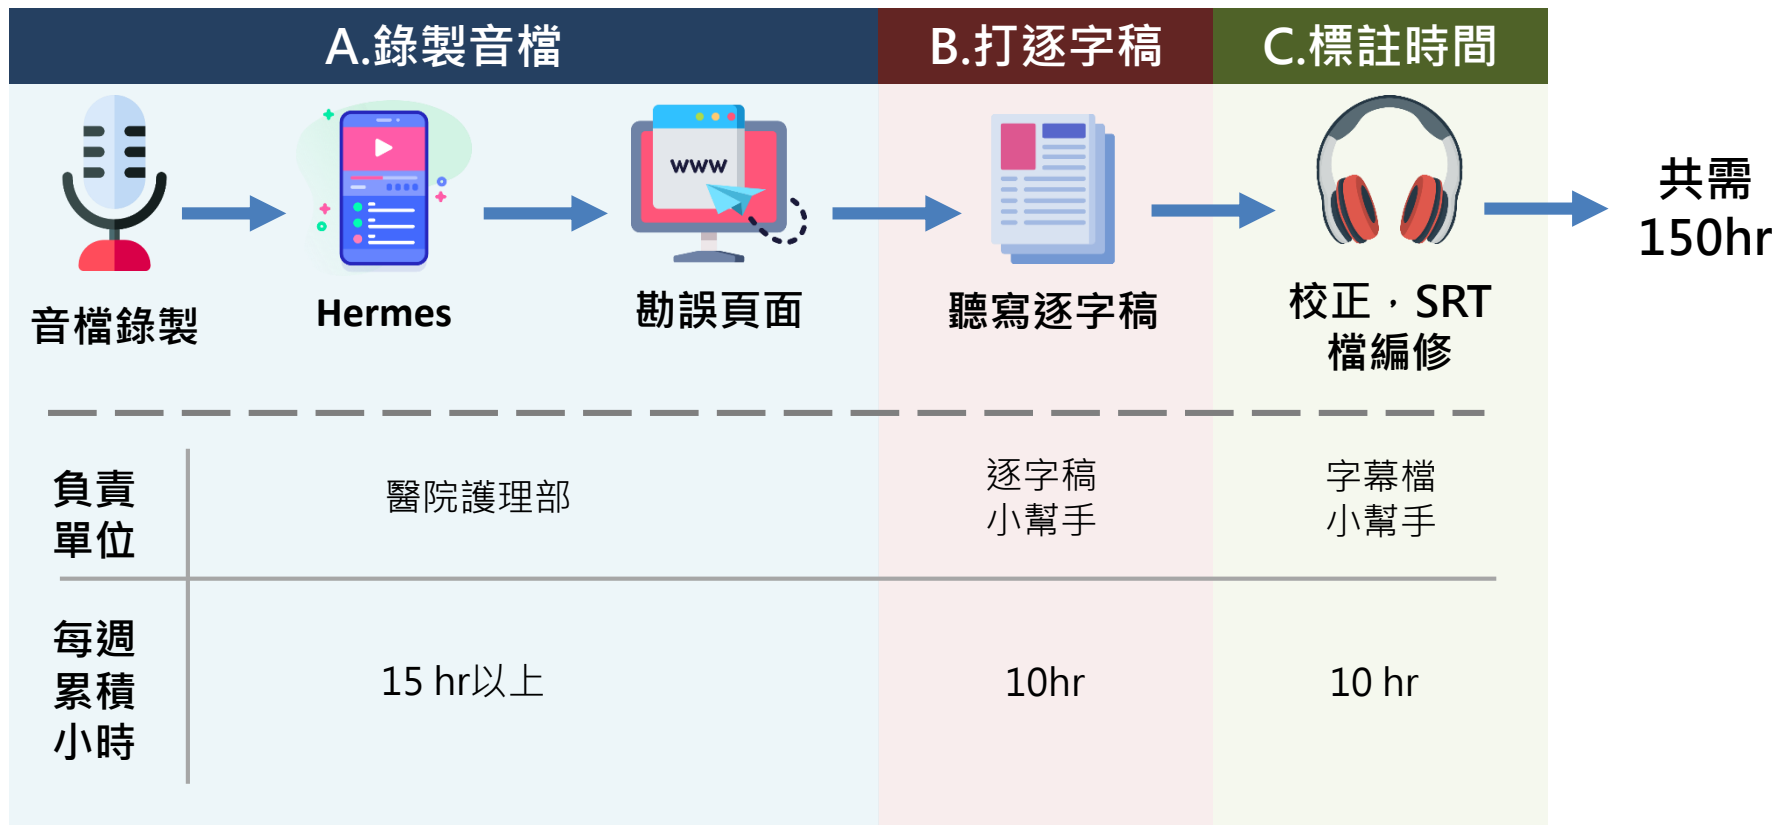 A.錄製音檔
B.打逐字稿
C.標註時間
www
音檔錄製
Hermes
勘誤頁面
聽寫逐字稿
校正，SRT
檔編修
共需
150hr
負責
單位
醫院護理部
逐字稿
小幫手
字幕檔
小幫手
每週
累積
小時
15 hr以上
10hr
10 hr